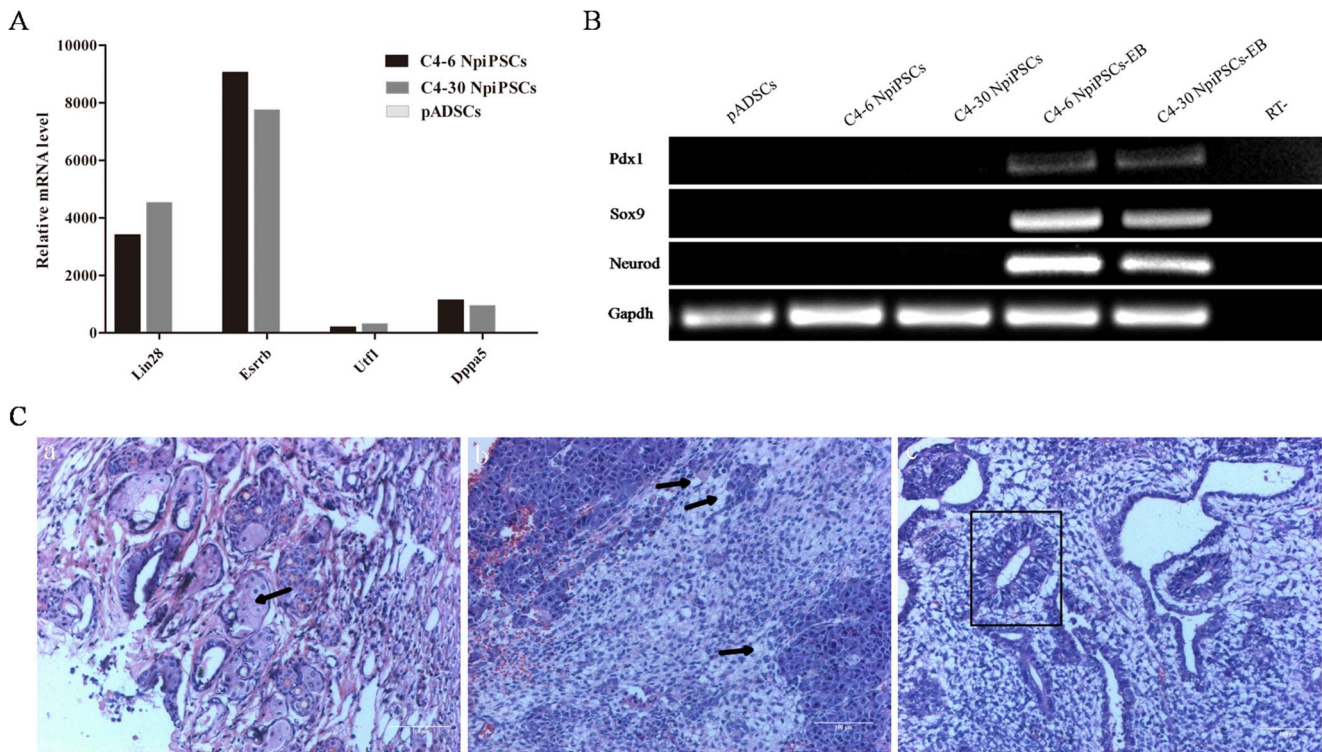 A
10000
8000
6000
4000
2000
0
Relative mRNA level
C4-6 NpiPSCs
C4-30 NpiPSCs
pADSCs
Lin28
Esrrb
Utf1
Dppa5
B
pADSCs
C4-6 NpiPSCs
C4-30 NpiPSCs
C4-6 NpiPSCs-EB
C4-30 NpiPSCs-EB
RT-
Pdx1
Sox9
Neurod
Gapdh
C
a
b
c
100 μm